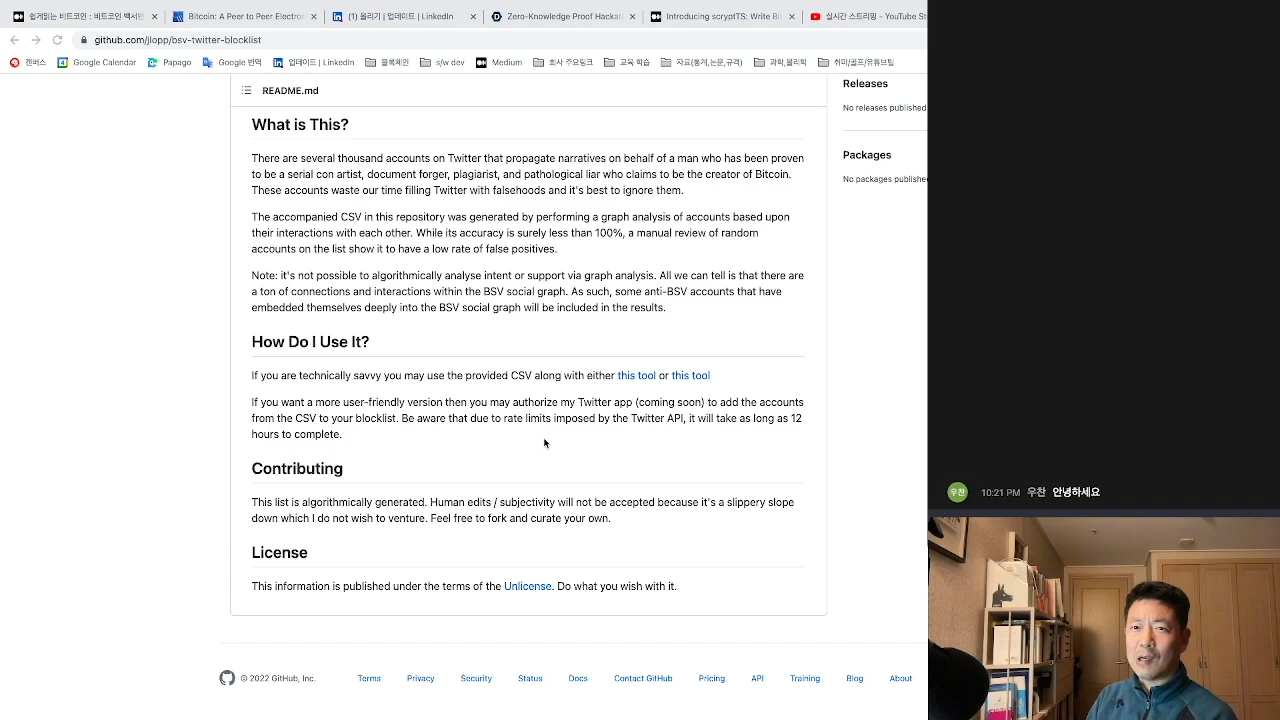 쉽게읽는 비트코인 : 비트코인 백서번
Bitcoin: A Peer to Peer Electron
(1) 올리기 | 업데이트 | LinkedIn
Zero-Knowledge Proof Hackat
Introducing scryptTS: Write Bi
실시간 스트리밍 - YouTube St
github.com/jlopp/bsv-twitter-blocklist
캔버스 Google Calendar Papago Google 번역 업데이트 | LinkedIn 블록체인 s/w dev Medium 회사 주요링크 교육 학습 자료(통계,논문,규격) 과학,물리학 취미/골프/유튜브팁
README.md
What is This?
There are several thousand accounts on Twitter that propagate narratives on behalf of a man who has been proven
to be a serial con artist, document forger, plagiarist, and pathological liar who claims to be the creator of Bitcoin.
These accounts waste our time filling Twitter with falsehoods and it's best to ignore them.
The accompanied CSV in this repository was generated by performing a graph analysis of accounts based upon
their interactions with each other. While its accuracy is surely less than 100%, a manual review of random
accounts on the list show it to have a low rate of false positives.
Note: it's not possible to algorithmically analyse intent or support via graph analysis. All we can tell is that there are
a ton of connections and interactions within the BSV social graph. As such, some anti-BSV accounts that have
embedded themselves deeply into the BSV social graph will be included in the results.
How Do I Use It?
If you are technically savvy you may use the provided CSV along with either this tool or this tool
If you want a more user-friendly version then you may authorize my Twitter app (coming soon) to add the accounts
from the CSV to your blocklist. Be aware that due to rate limits imposed by the Twitter API, it will take as long as 12
hours to complete.
Contributing
This list is algorithmically generated. Human edits / subjectivity will not be accepted because it's a slippery slope
down which I do not wish to venture. Feel free to fork and curate your own.
License
This information is published under the terms of the Unlicense. Do what you wish with it.
© 2022 GitHub, Inc. Terms Privacy Security Status Docs Contact GitHub Pricing API Training Blog About
Releases
No releases published
Packages
No packages publishe
우찬 10:21 PM 우찬 안녕하세요